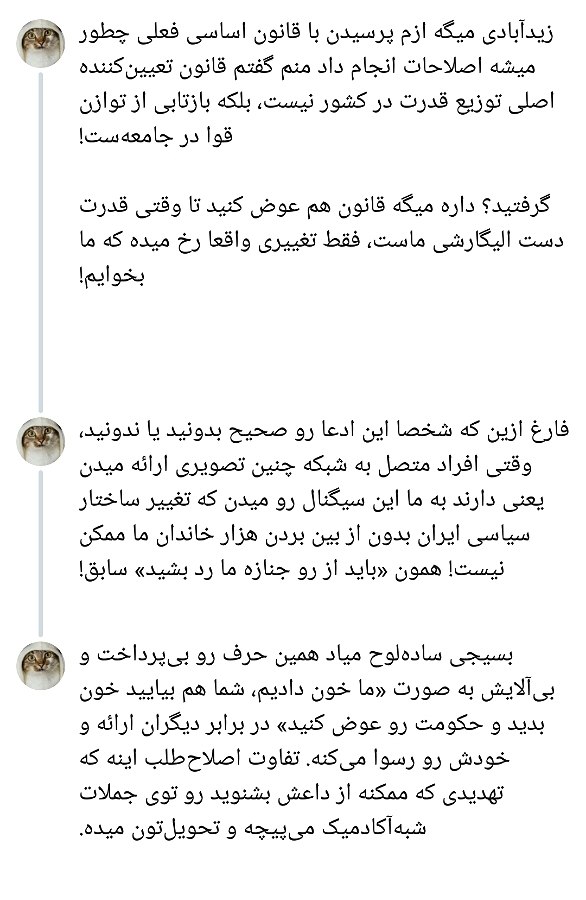 زیدآبادی میگه ازم پرسیدن با قانون اساسی فعلی چطور
میشه اصلاحات انجام داد منم گفتم قانون تعیین‌کننده
اصلی توزیع قدرت در کشور نیست، بلکه بازتابی از توازن
قوا در جامعه‌ست!
گرفتید؟ داره میگه قانون هم عوض کنید تا وقتی قدرت
دست الیگارشی ماست، فقط تغییری واقعا رخ میده که ما
بخوایم!
فارغ ازین که شخصا این ادعا رو صحیح بدونید یا ندونید،
وقتی افراد متصل به شبکه چنین تصویری ارائه میدن
یعنی دارند به ما این سیگنال رو میدن که تغییر ساختار
سیاسی ایران بدون از بین بردن هزار خاندان ما ممکن
نیست! همون «باید از رو جنازه ما رد بشید» سابق!
بسیجی ساده‌لوح میاد همین حرف رو بی‌پرداخت و
بی‌آلایش به صورت «ما خون دادیم، شما هم بیایید خون
بدید و حکومت رو عوض کنید» در برابر دیگران ارائه و
خودش رو رسوا می‌کنه. تفاوت اصلاح‌طلب اینه که
تهدیدی که ممکنه از داعش بشنوید رو توی جملات
شبه‌آکادمیک می‌پیچه و تحویل‌تون میده.